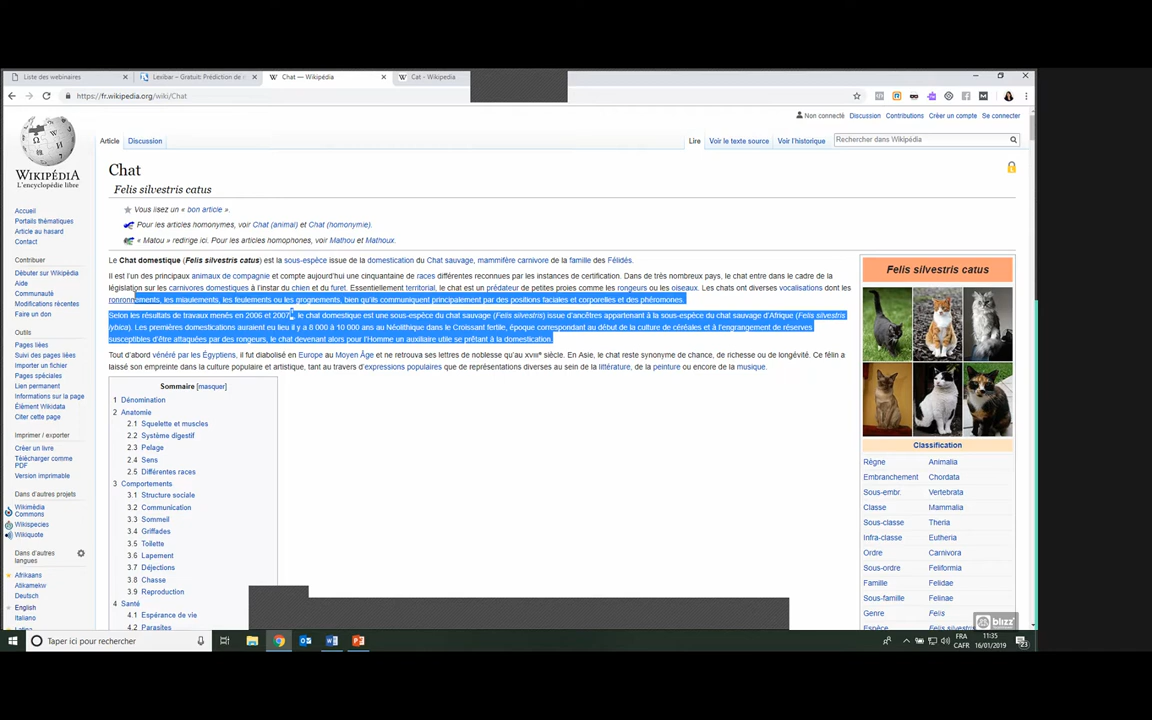 Liste des webinaires
Lexibar – Gratuit: Prédiction de
Chat — Wikipédia
Cat - Wikipedia
https://fr.wikipedia.org/wiki/Chat
Non connecté Discussion Contributions Créer un compte Se connecter
Article Discussion
Lire Voir le texte source Voir l'historique
Rechercher dans Wikipédia
WIKIPÉDIA
L'encyclopédie libre
Accueil
Portails thématiques
Article au hasard
Contact
Contribuer
Débuter sur Wikipédia
Aide
Communauté
Modifications récentes
Faire un don
Outils
Pages liées
Suivi des pages liées
Importer un fichier
Pages spéciales
Lien permanent
Informations sur la page
Élément Wikidata
Citer cette page
Imprimer / exporter
Créer un livre
Télécharger comme
PDF
Version imprimable
Dans d'autres projets
Wikimedia
Commons
Wikispecies
Wikiquote
Dans d'autres
langues
Afrikaans
Deutsch
English
Italiano
Chat
Felis silvestris catus
Vous lisez un « bon article ».
Pour les articles homonymes, voir Chat (animal) et Chat (homonymie).
« Matou » redirige ici. Pour les articles homophones, voir Mathou et Mathoux.
Le Chat domestique (Felis silvestris catus) est la sous-espèce issue de la domestication du Chat sauvage, mammifère carnivore de la famille des Félidés.
Il est l'un des principaux animaux de compagnie et compte aujourd'hui une cinquantaine de races différentes reconnues par les instances de certification. Dans de très nombreux pays, le chat entre dans le cadre de la
législation sur les carnivores domestiques à l'instar du chien et du furet. Essentiellement territorial, le chat est un prédateur de petites proies comme les rongeurs ou les oiseaux. Les chats ont diverses vocalisations dont les
ronronnements, les miaulements, les feulements ou les grognements, bien qu'ils communiquent principalement par des positions faciales et corporelles et des phéromones.
Selon les résultats de travaux menés en 2006 et 2007, le chat domestique est une sous-espèce du chat sauvage (Felis silvestris) issue d'ancêtres appartenant à la sous-espèce du chat sauvage d'Afrique (Felis silvestris
lybica). Les premières domestications auraient eu lieu il y a 8 000 à 10 000 ans au Néolithique dans le Croissant fertile, époque correspondant au début de la culture de céréales et à l'engrangement de réserves
susceptibles d'être attaquées par des rongeurs, le chat devenant alors pour l'Homme un auxiliaire utile se prêtant à la domestication.
Tout d'abord vénéré par les Égyptiens, il fut diabolisé en Europe au Moyen Âge et ne retrouva ses lettres de noblesse qu'au XVIIIe siècle. En Asie, le chat reste synonyme de chance, de richesse ou de longévité. Ce félin a
laissé son empreinte dans la culture populaire et artistique, tant au travers d'expressions populaires que de représentations diverses au sein de la littérature, de la peinture ou encore de la musique.
Sommaire [masquer]
1 Dénomination
2 Anatomie
2.1 Squelette et muscles
2.2 Système digestif
2.3 Pelage
2.4 Sens
2.5 Différentes races
3 Comportements
3.1 Structure sociale
3.2 Communication
3.3 Sommeil
3.4 Griffades
3.5 Toilette
3.6 Lapement
3.7 Déjections
3.8 Chasse
3.9 Reproduction
4 Santé
4.1 Espérance de vie
4.2 Parasites
Felis silvestris catus
Classification
Règne Animalia
Embranchement Chordata
Sous-embr. Vertebrata
Classe Mammalia
Sous-classe Theria
Infra-classe Eutheria
Ordre Carnivora
Sous-ordre Feliformia
Famille Felidae
Sous-famille Felinae
Genre Felis
Espèce Felis silvestris
blizz
Taper ici pour rechercher
FRA
CAFR
11:35
16/01/2019
23